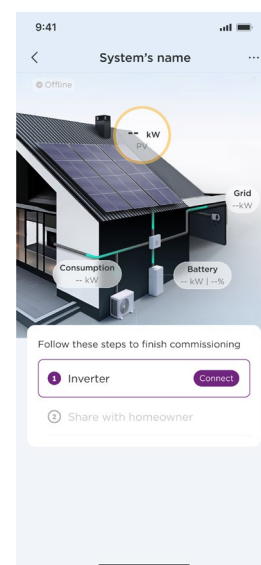 9:41
System's name
Offline
-- kW
PV
Grid
--kW
Consumption
-- kW
Battery
-- kW | --%
Follow these steps to finish commissioning
1 Inverter Connect
2 Share with homeowner